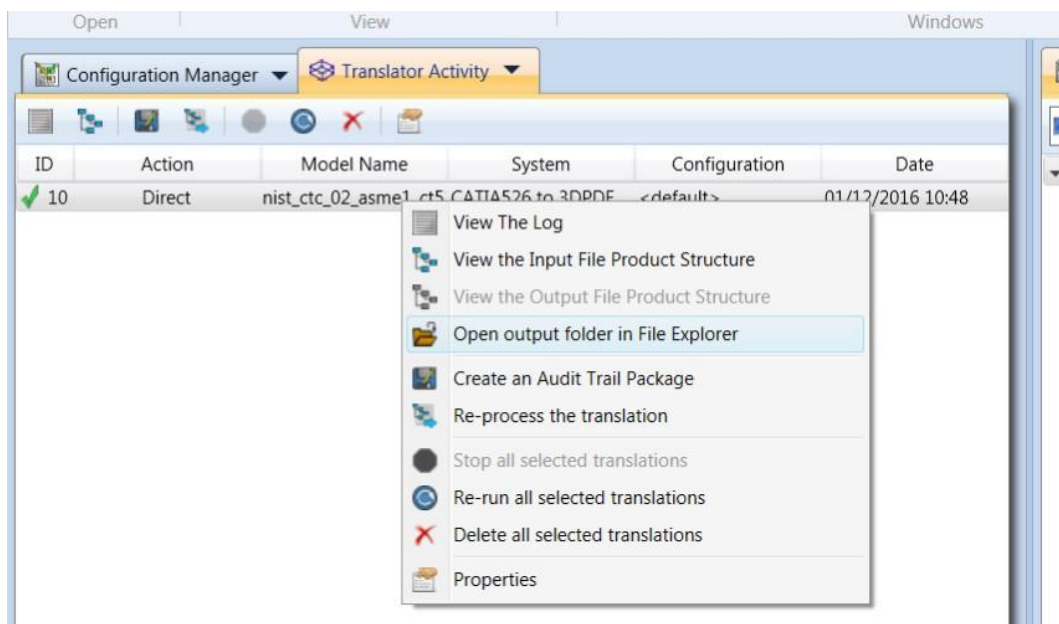 Open View Windows
Configuration Manager Translator Activity
ID Action Model Name System Configuration Date
10 Direct nist_ctc_02_asme1_ct5 CATIA526 to 3DPDF <default> 01/12/2016 10:48
View The Log
View the Input File Product Structure
View the Output File Product Structure
Open output folder in File Explorer
Create an Audit Trail Package
Re-process the translation
Stop all selected translations
Re-run all selected translations
Delete all selected translations
Properties